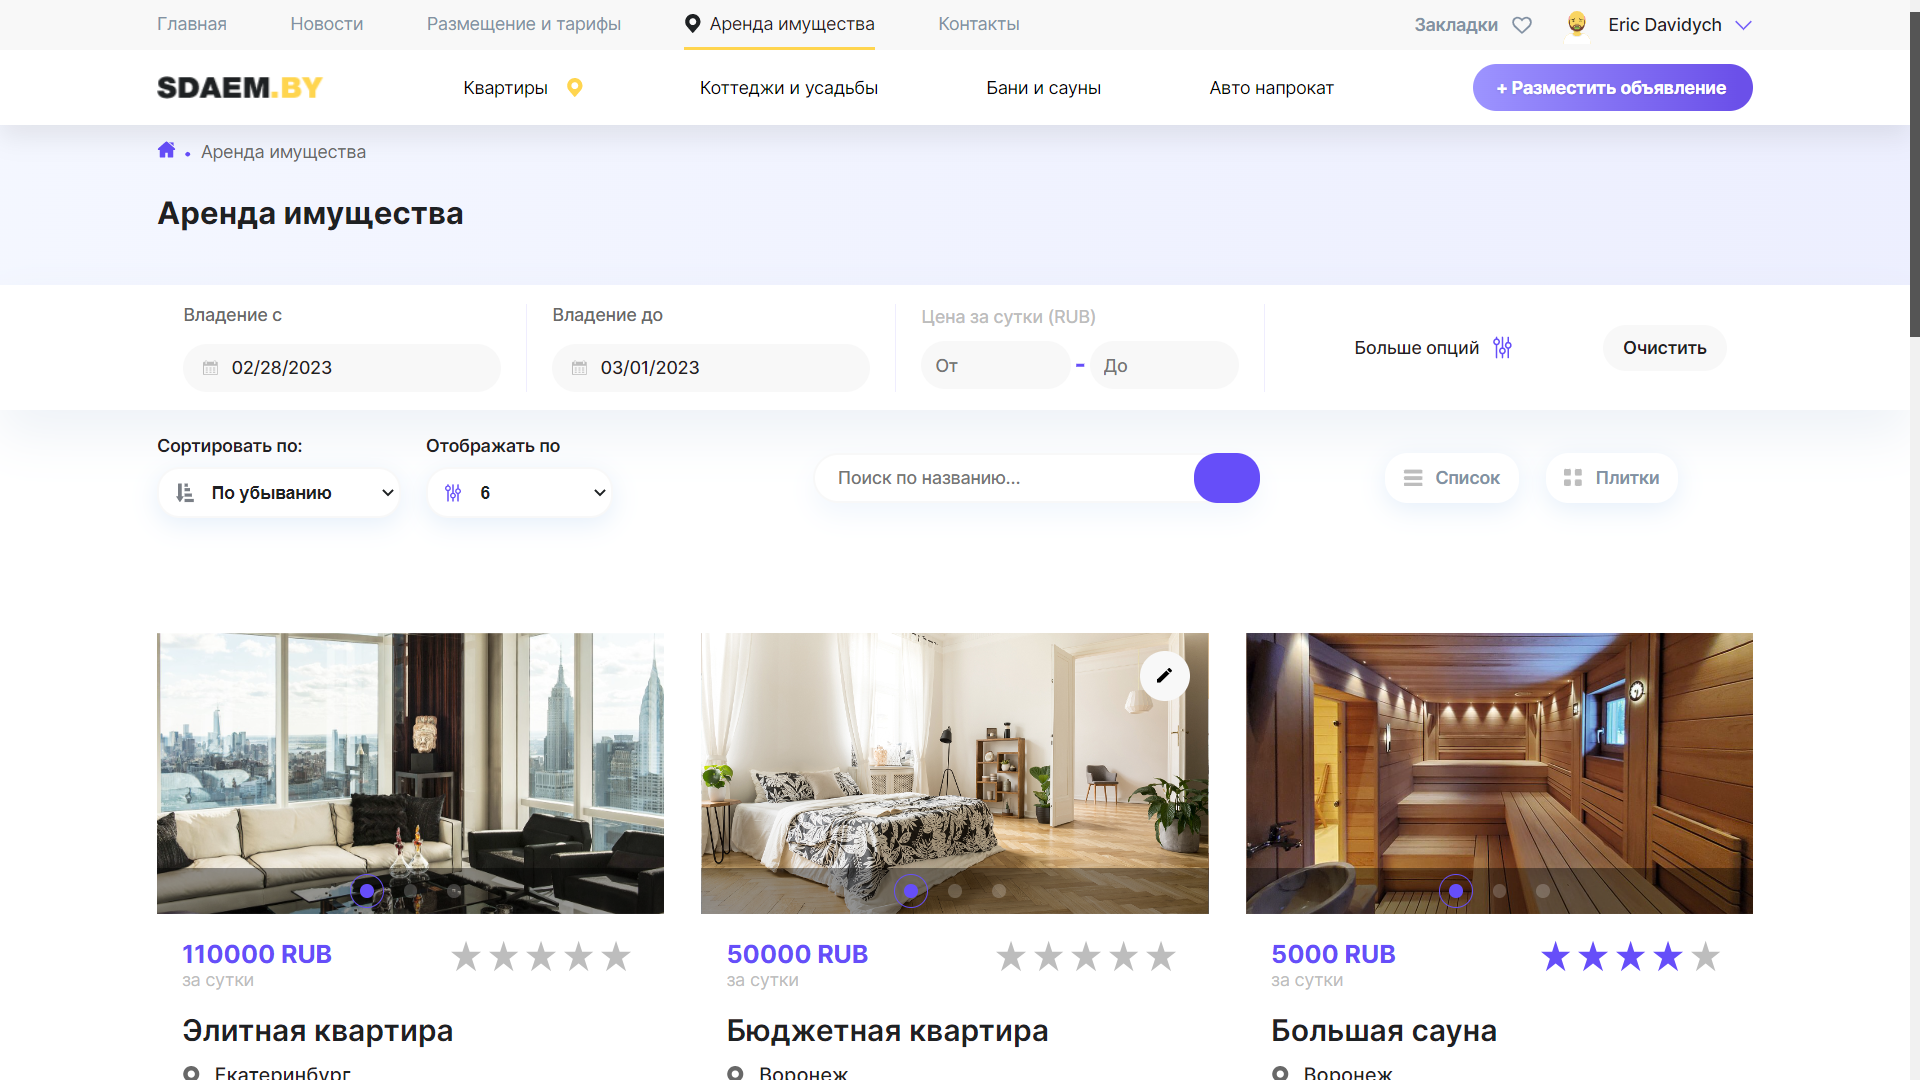 Главная
Новости
Размещение и тарифы
Аренда имущества
Контакты
Закладки
Eric Davidych
SDAEM.BY
Квартиры
Коттеджи и усадьбы
Бани и сауны
Авто напрокат
+ Разместить объявление
Аренда имущества
Аренда имущества
Владение с
02/28/2023
Владение до
03/01/2023
Цена за сутки (RUB)
От
-
До
Больше опций
Очистить
Сортировать по:
По убыванию
Отображать по
6
Поиск по названию...
Список
Плитки
110000 RUB
за сутки
Элитная квартира
Екатеринбург
50000 RUB
за сутки
Бюджетная квартира
Воронеж
5000 RUB
за сутки
Большая сауна
Воронеж